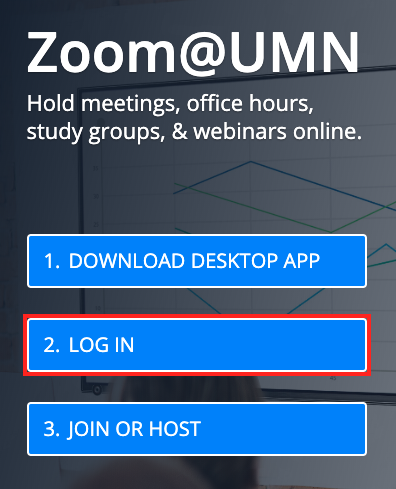 Zoom@UMN
Hold meetings, office hours,
study groups, & webinars online.
1. DOWNLOAD DESKTOP APP
2. LOG IN
3. JOIN OR HOST